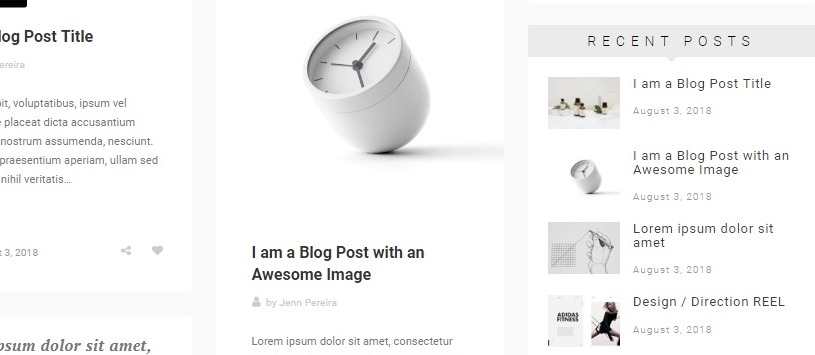 log Post Title
ereira
it, voluptatibus, ipsum vel
placeat dicta accusantium
nostrum assumenda, nesciunt.
praesentium aperiam, ullam sed
nihil veritatis...
3, 2018
psum dolor sit amet,
I am a Blog Post with an
Awesome Image
by Jenn Pereira
Lorem ipsum dolor sit amet, consectetur
RECENT POSTS
I am a Blog Post Title
August 3, 2018
I am a Blog Post with an
Awesome Image
August 3, 2018
Lorem ipsum dolor sit
amet
August 3, 2018
Design / Direction REEL
August 3, 2018
ADIDAS
FITNESS